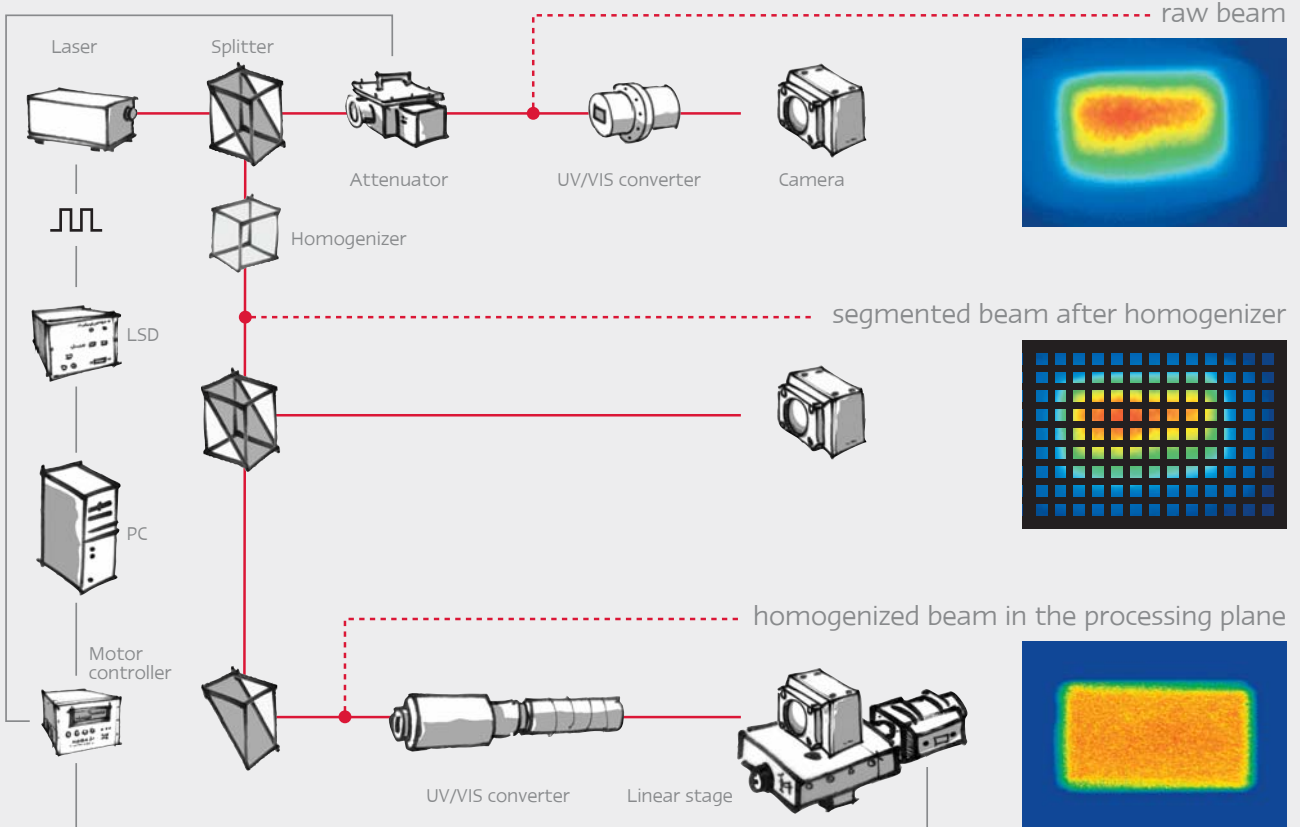 raw beam
Laser
Splitter
Attenuator
UV/VIS converter
Camera
Homogenizer
segmented beam after homogenizer
LSD
PC
homogenized beam in the processing plane
Motor
controller
UV/VIS converter
Linear stage